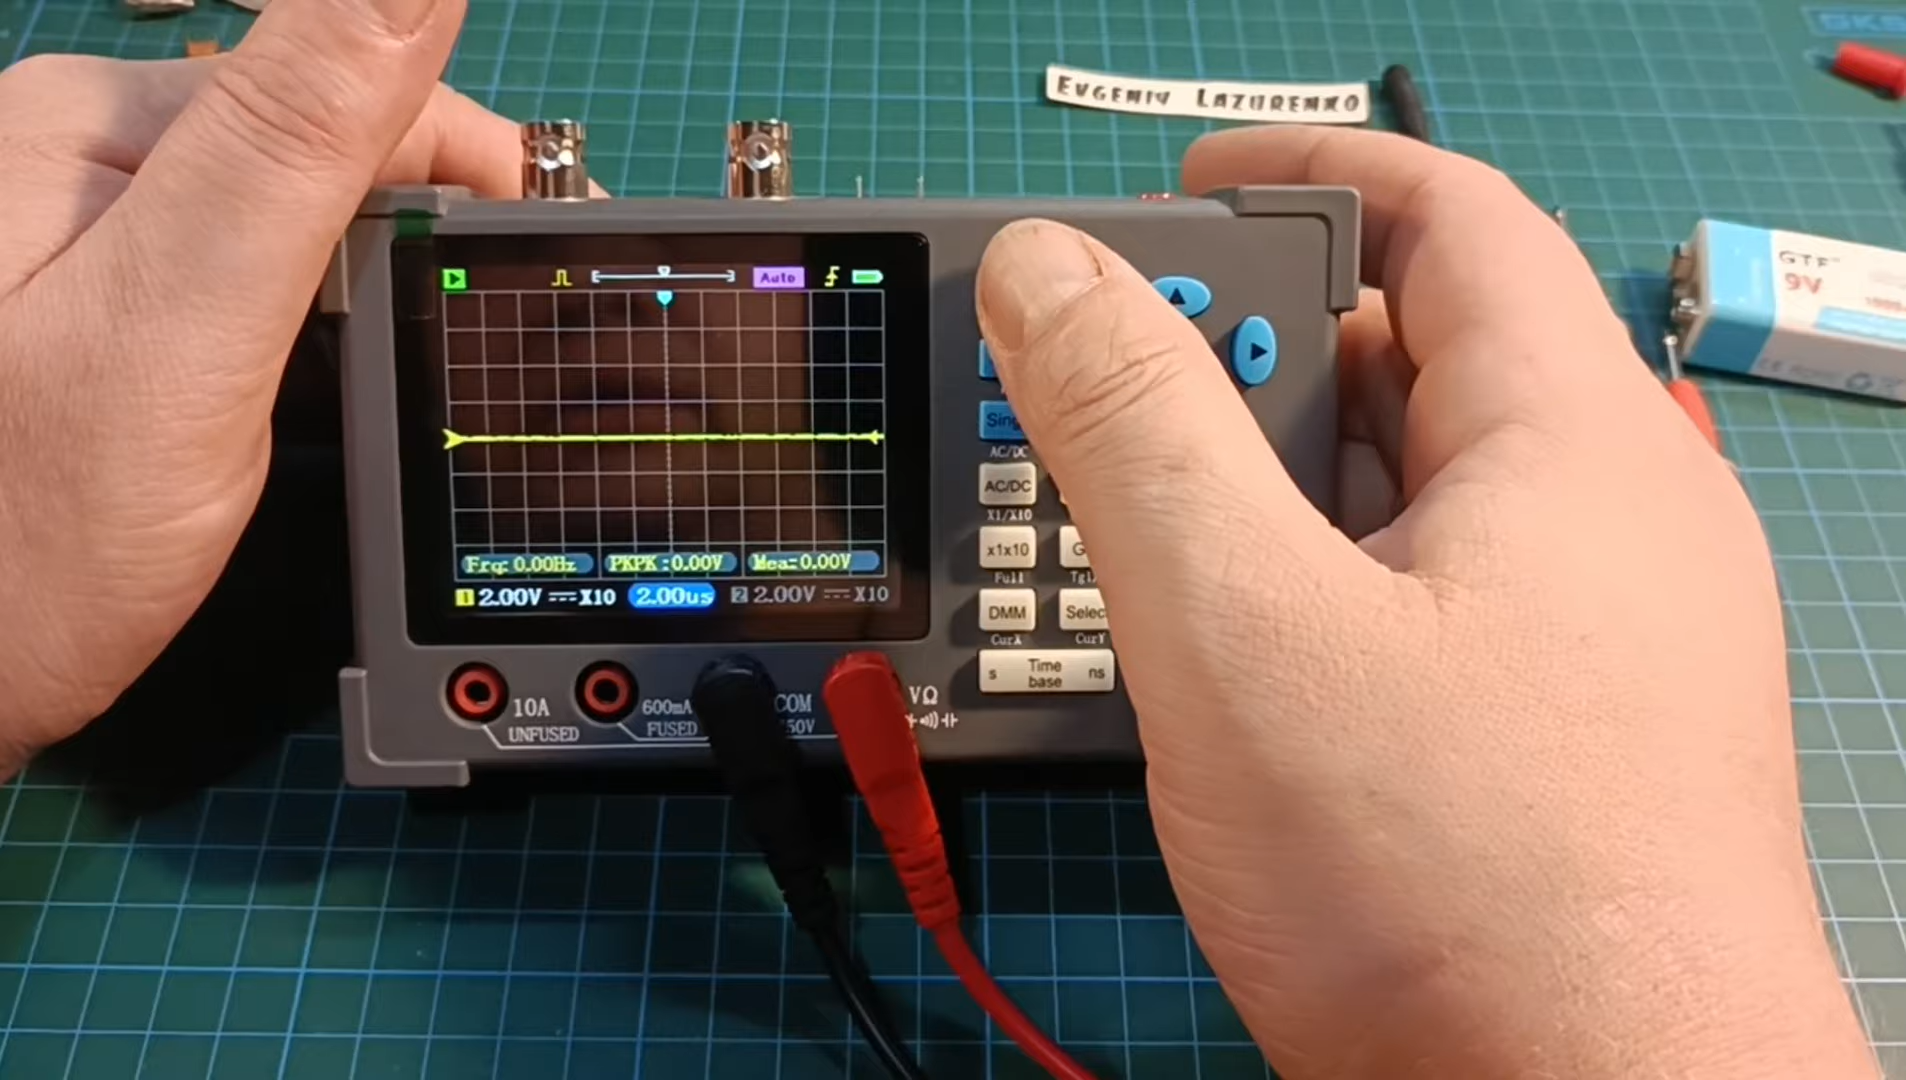 EVGENIY LAZURENKO
GTF
9V
Auto
Frq:0.00Hz
PKPK:0.00V
Mea:0.00V
1 2.00V X10
2.00us
2 2.00V X10
AC/DC
AC/DC
X1/X10
x1x10
Full
DMM
Select
CurX
CurY
s Time base ns
10A
UNFUSED
600mA
FUSED
COM
VΩ